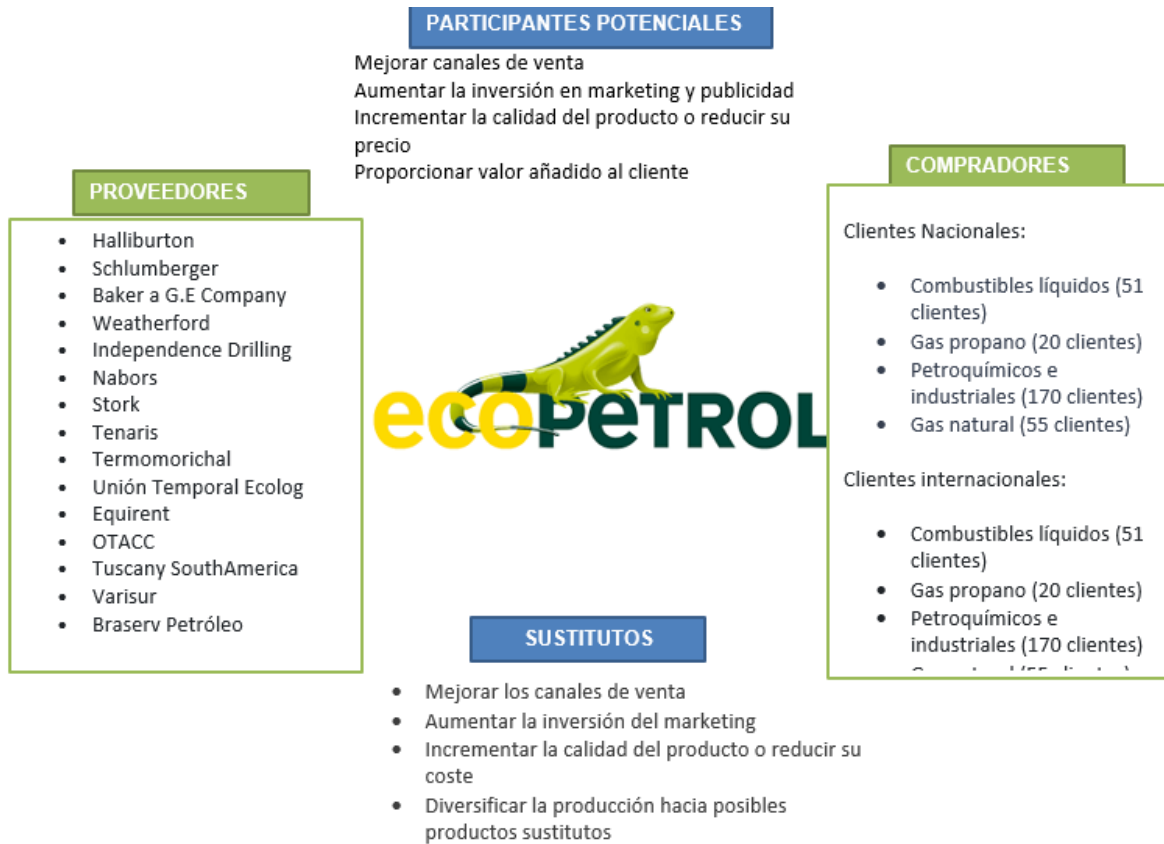 PARTICIPANTES POTENCIALES
Mejorar canales de venta
Aumentar la inversión en marketing y publicidad
Incrementar la calidad del producto o reducir su
precio
Proporcionar valor añadido al cliente
PROVEEDORES
• Halliburton
• Schlumberger
• Baker a G.E Company
• Weatherford
• Independence Drilling
• Nabors
• Stork
• Tenaris
• Termomorichal
• Unión Temporal Ecolog
• Equirent
• OTACC
• Tuscany SouthAmerica
• Varisur
• Braserv Petróleo
ecoPeTROL
COMPRADORES
Clientes Nacionales:
• Combustibles líquidos (51
clientes)
• Gas propano (20 clientes)
• Petroquímicos e
industriales (170 clientes)
• Gas natural (55 clientes)
Clientes internacionales:
• Combustibles líquidos (51
clientes)
• Gas propano (20 clientes)
• Petroquímicos e
industriales (170 clientes)
SUSTITUTOS
• Mejorar los canales de venta
• Aumentar la inversión del marketing
• Incrementar la calidad del producto o reducir su
coste
• Diversificar la producción hacia posibles
productos sustitutos